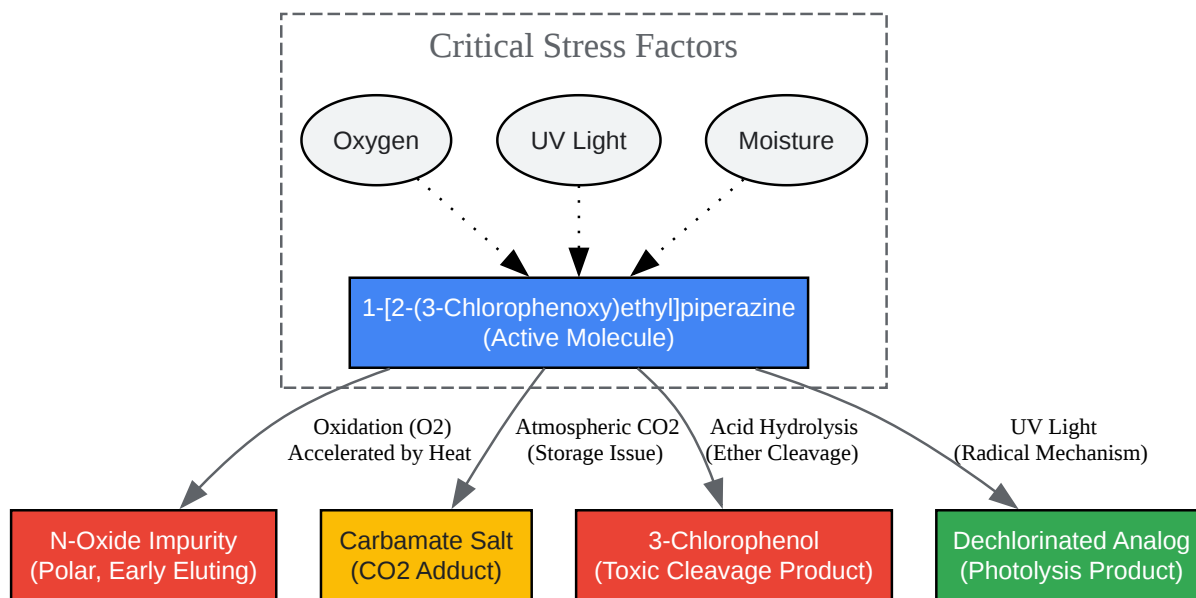 Critical Stress Factors
Oxygen
UV Light
Moisture
1-[2-(3-Chlorophenoxy)ethyl]piperazine
(Active Molecule)
Oxidation (O2)
Accelerated by Heat
Atmospheric CO2
(Storage Issue)
Acid Hydrolysis
(Ether Cleavage)
UV Light
(Radical Mechanism)
N-Oxide Impurity
(Polar, Early Eluting)
Carbamate Salt
(CO2 Adduct)
3-Chlorophenol
(Toxic Cleavage Product)
Dechlorinated Analog
(Photolysis Product)